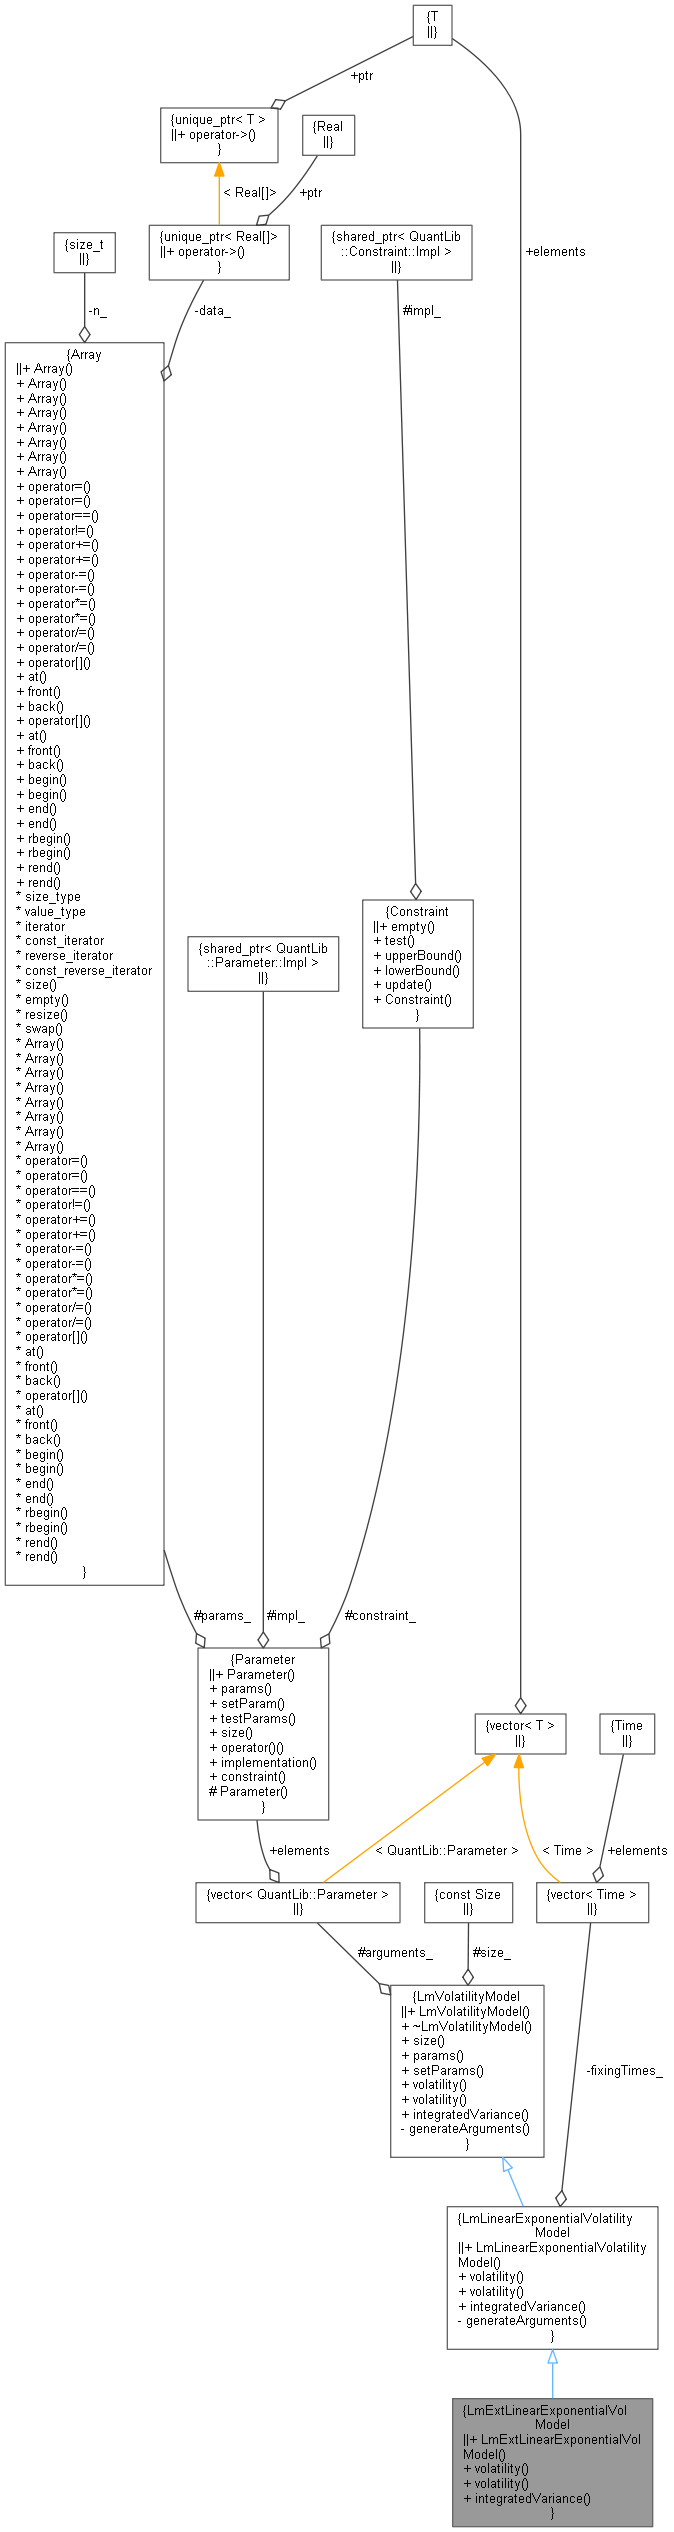 {T
||}
+ptr
{unique_ptr< T >
||+ operator->()
}
{Real
||}
+elements
< Real[]>
+ptr
{size_t
||}
{unique_ptr< Real[]>
||+ operator->()
}
{shared_ptr< QuantLib
::Constraint::Impl >
||}
-n_
-data_
#impl_
{Array
||+ Array()
+ Array()
+ Array()
+ Array()
+ Array()
+ Array()
+ Array()
+ Array()
+ operator=()
+ operator=()
+ operator==()
+ operator!=()
+ operator+=()
+ operator+=()
+ operator-=()
+ operator-=()
+ operator*=()
+ operator*=()
+ operator/=()
+ operator/=()
+ operator[]()
+ at()
+ front()
+ back()
+ operator[]()
+ at()
+ front()
+ back()
+ begin()
+ begin()
+ end()
+ end()
+ rbegin()
+ rbegin()
+ rend()
+ rend()
* size_type
* value_type
* iterator
* const_iterator
* reverse_iterator
* const_reverse_iterator
* size()
* empty()
* resize()
* swap()
* Array()
* Array()
* Array()
* Array()
* Array()
* Array()
* Array()
* Array()
* operator=()
* operator=()
* operator==()
* operator!=()
* operator+=()
* operator+=()
* operator-=()
* operator-=()
* operator*=()
* operator*=()
* operator/=()
* operator/=()
* operator[]()
* at()
* front()
* back()
* operator[]()
* at()
* front()
* back()
* begin()
* begin()
* end()
* end()
* rbegin()
* rbegin()
* rend()
* rend()
}
{shared_ptr< QuantLib
::Parameter::Impl >
||}
{Constraint
||+ empty()
+ test()
+ upperBound()
+ lowerBound()
+ update()
+ Constraint()
}
#params_
#impl_
#constraint_
{Parameter
||+ Parameter()
+ params()
+ setParam()
+ testParams()
+ size()
+ operator()()
+ implementation()
+ constraint()
# Parameter()
}
{vector< T >
||}
{Time
||}
+elements
< QuantLib::Parameter >
< Time >
+elements
{vector< QuantLib::Parameter >
||}
{const Size
||}
{vector< Time >
||}
#arguments_
#size_
{LmVolatilityModel
||+ LmVolatilityModel()
+ ~LmVolatilityModel()
+ size()
+ params()
+ setParams()
+ volatility()
+ volatility()
+ integratedVariance()
- generateArguments()
}
-fixingTimes_
{LmLinearExponentialVolatility
Model
||+ LmLinearExponentialVolatility
Model()
+ volatility()
+ volatility()
+ integratedVariance()
- generateArguments()
}
{LmExtLinearExponentialVol
Model
||+ LmExtLinearExponentialVol
Model()
+ volatility()
+ volatility()
+ integratedVariance()
}